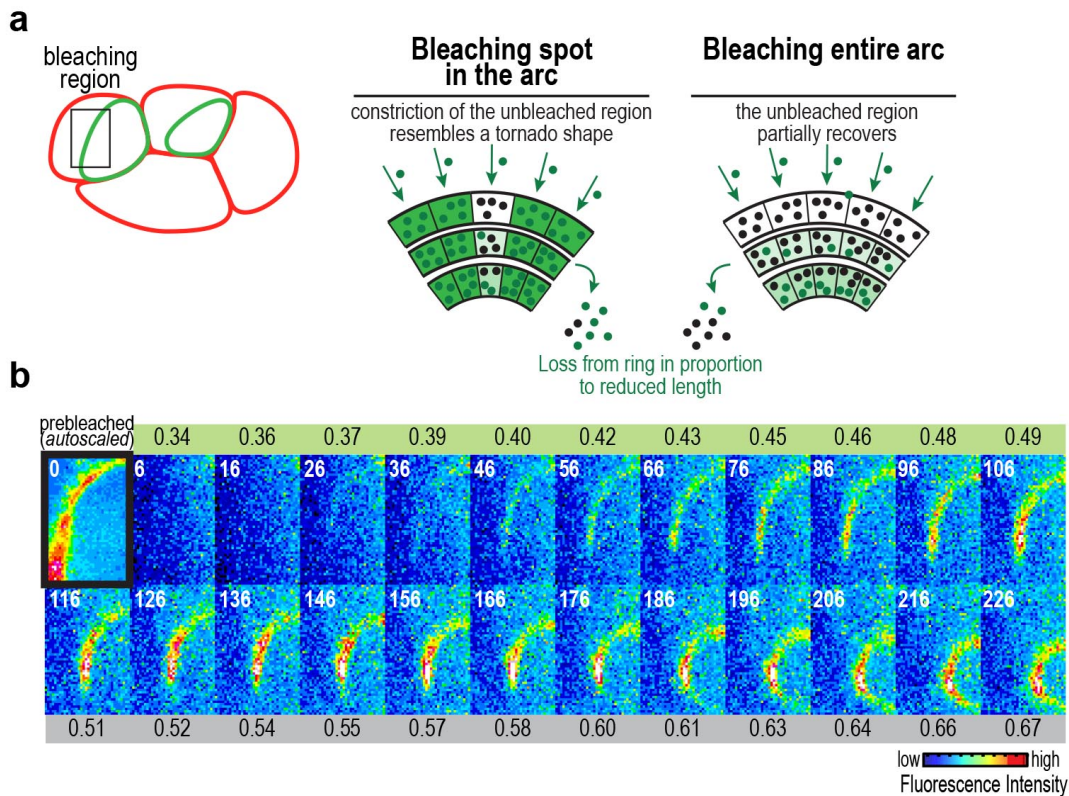 a
bleaching
region
Bleaching spot
in the arc
constriction of the unbleached region
resembles a tornado shape
Bleaching entire arc
the unbleached region
partially recovers
Loss from ring in proportion
to reduced length
b
prebleached
(autoscaled)
0.34 0.36 0.37 0.39 0.40 0.42 0.43 0.45 0.46 0.48 0.49
0 6 16 26 36 46 56 66 76 86 96 106
116 126 136 146 156 166 176 186 196 206 216 226
0.51 0.52 0.54 0.55 0.57 0.58 0.60 0.61 0.63 0.64 0.66 0.67
low high
Fluorescence Intensity